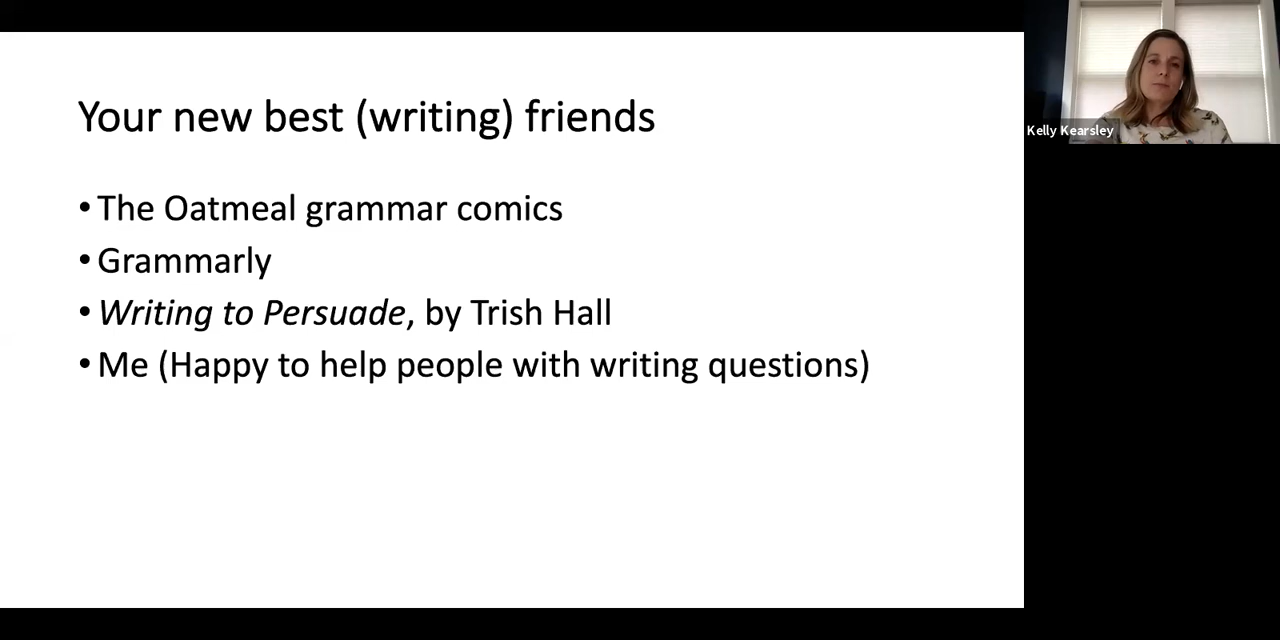 Your new best (writing) friends
• The Oatmeal grammar comics
• Grammarly
• Writing to Persuade, by Trish Hall
• Me (Happy to help people with writing questions)
Kelly Kearsley